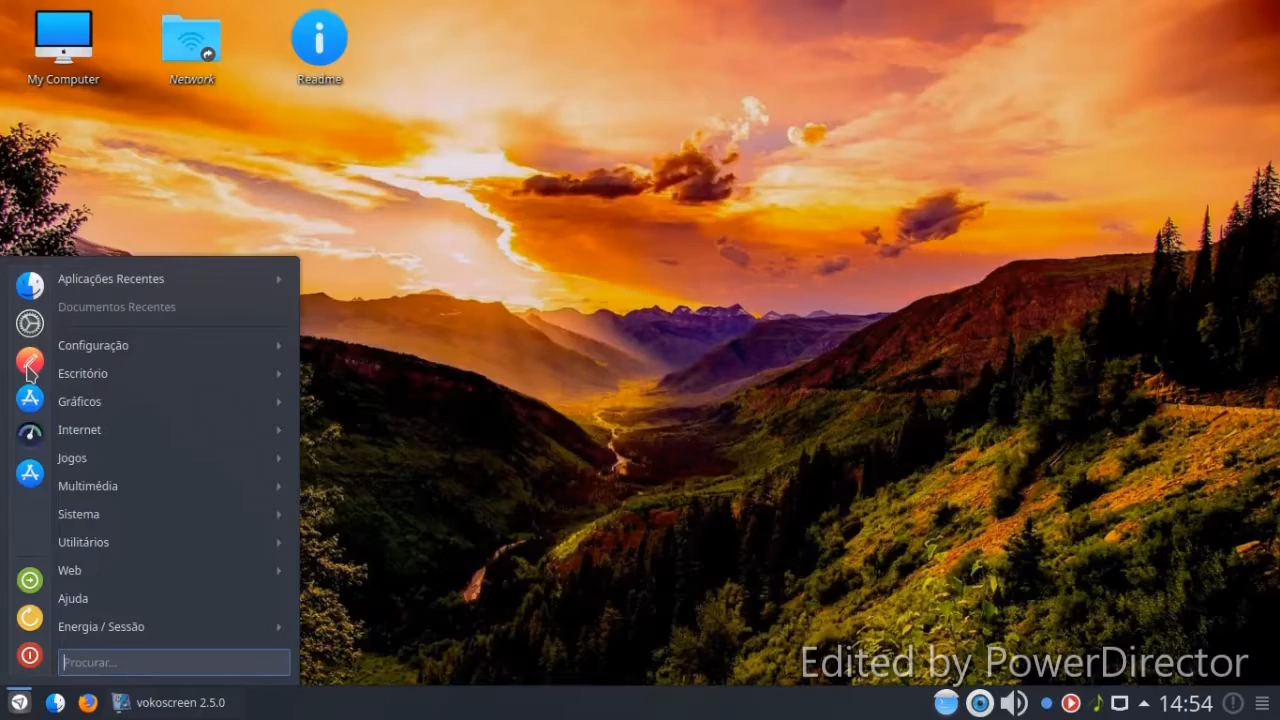 My Computer
Network
Readme
Aplicações Recentes
Documentos Recentes
Configuração
Escritório
Gráficos
Internet
Jogos
Multimédia
Sistema
Utilitários
Web
Ajuda
Energia / Sessão
Procurar...
Edited by PowerDirector
vokoscreen 2.5.0
14:54